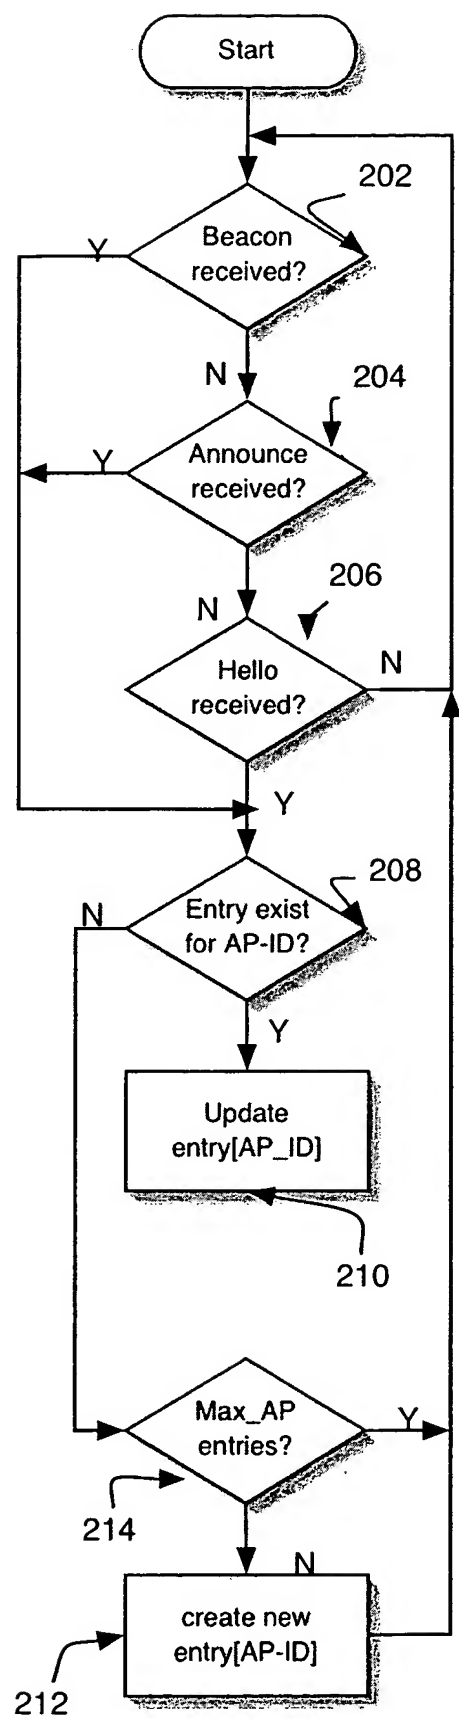 Start
202
Beacon
received?
Y
N
204
Announce
received?
Y
N
206
Hello
received?
N
Y
208
Entry exist
for AP-ID?
N
Y
Update
entry[AP_ID]
210
Max_AP
entries?
Y
214
N
create new
entry[AP-ID]
212